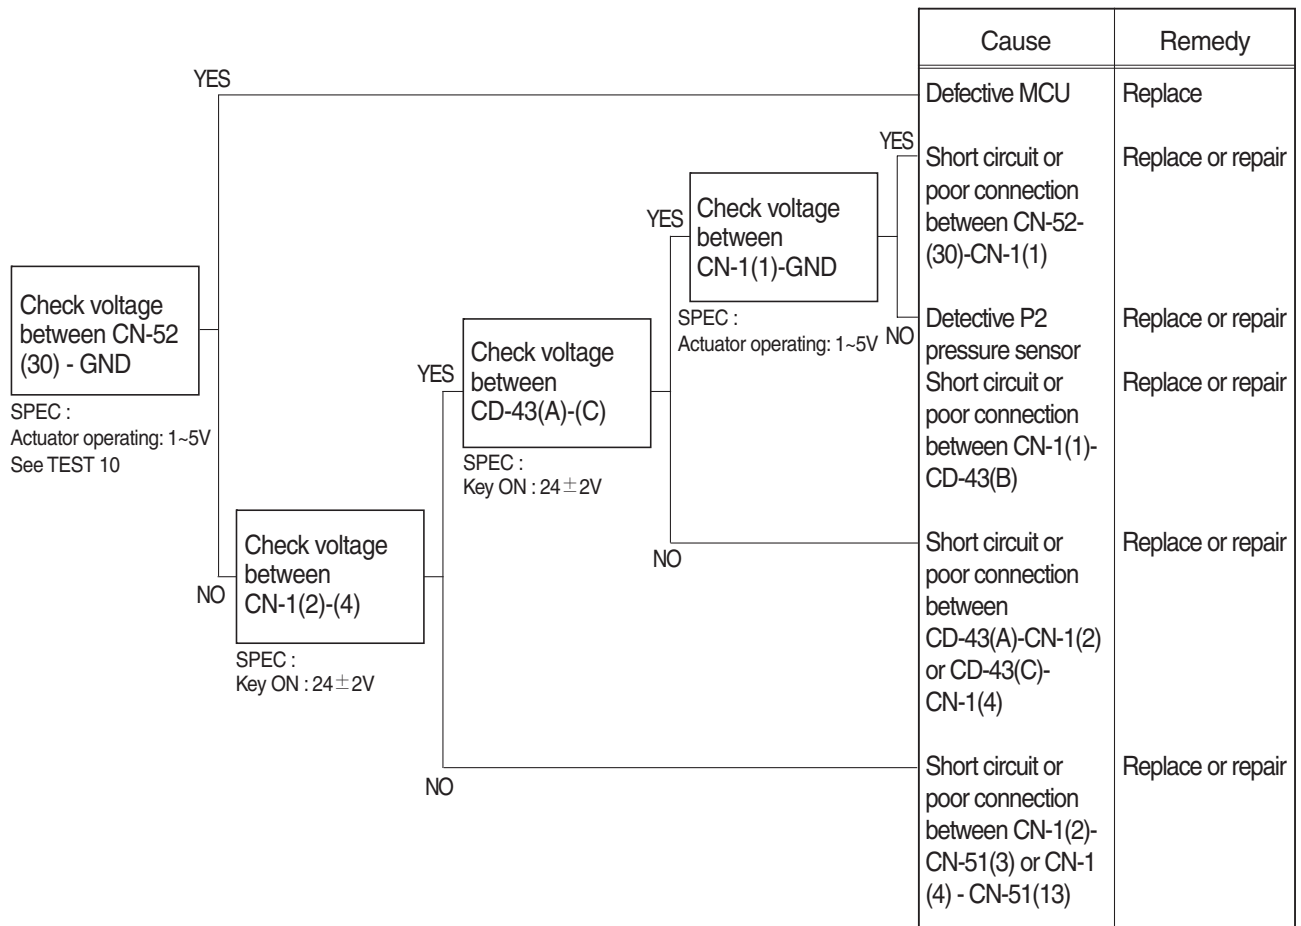 Cause
Remedy
YES
Defective MCU
Replace
YES
Short circuit or
poor connection
between CN-52-
(30)-CN-1(1)
Replace or repair
YES
Check voltage
between
CN-1(1)-GND
SPEC :
Actuator operating: 1~5V
NO
Detective P2
pressure sensor
Replace or repair
Short circuit or
poor connection
between CN-1(1)-
CD-43(B)
Replace or repair
Check voltage
between CN-52
(30) - GND
SPEC :
Actuator operating: 1~5V
See TEST 10
YES
Check voltage
between
CD-43(A)-(C)
SPEC :
Key ON : 24±2V
NO
Short circuit or
poor connection
between
CD-43(A)-CN-1(2)
or CD-43(C)-
CN-1(4)
Replace or repair
NO
Check voltage
between
CN-1(2)-(4)
SPEC :
Key ON : 24±2V
NO
Short circuit or
poor connection
between CN-1(2)-
CN-51(3) or CN-1
(4) - CN-51(13)
Replace or repair